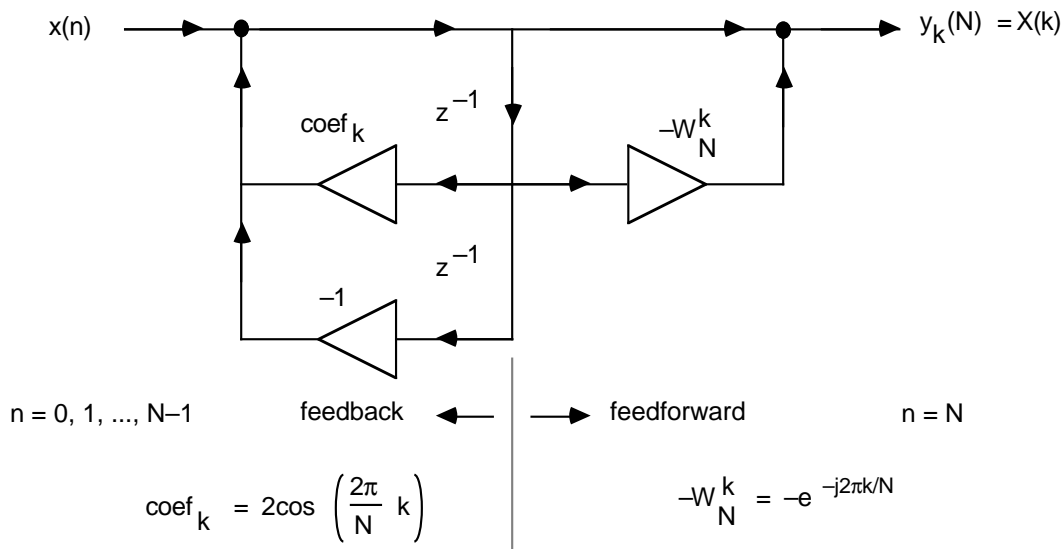 x(n) y_k(N) = X(k)
z^–1
coef_k –W_N^k
z^–1
–1
n = 0, 1, ..., N–1 feedback feedforward n = N
coef_k = 2cos (2π/N k) –W_N^k = –e^–j2πk/N